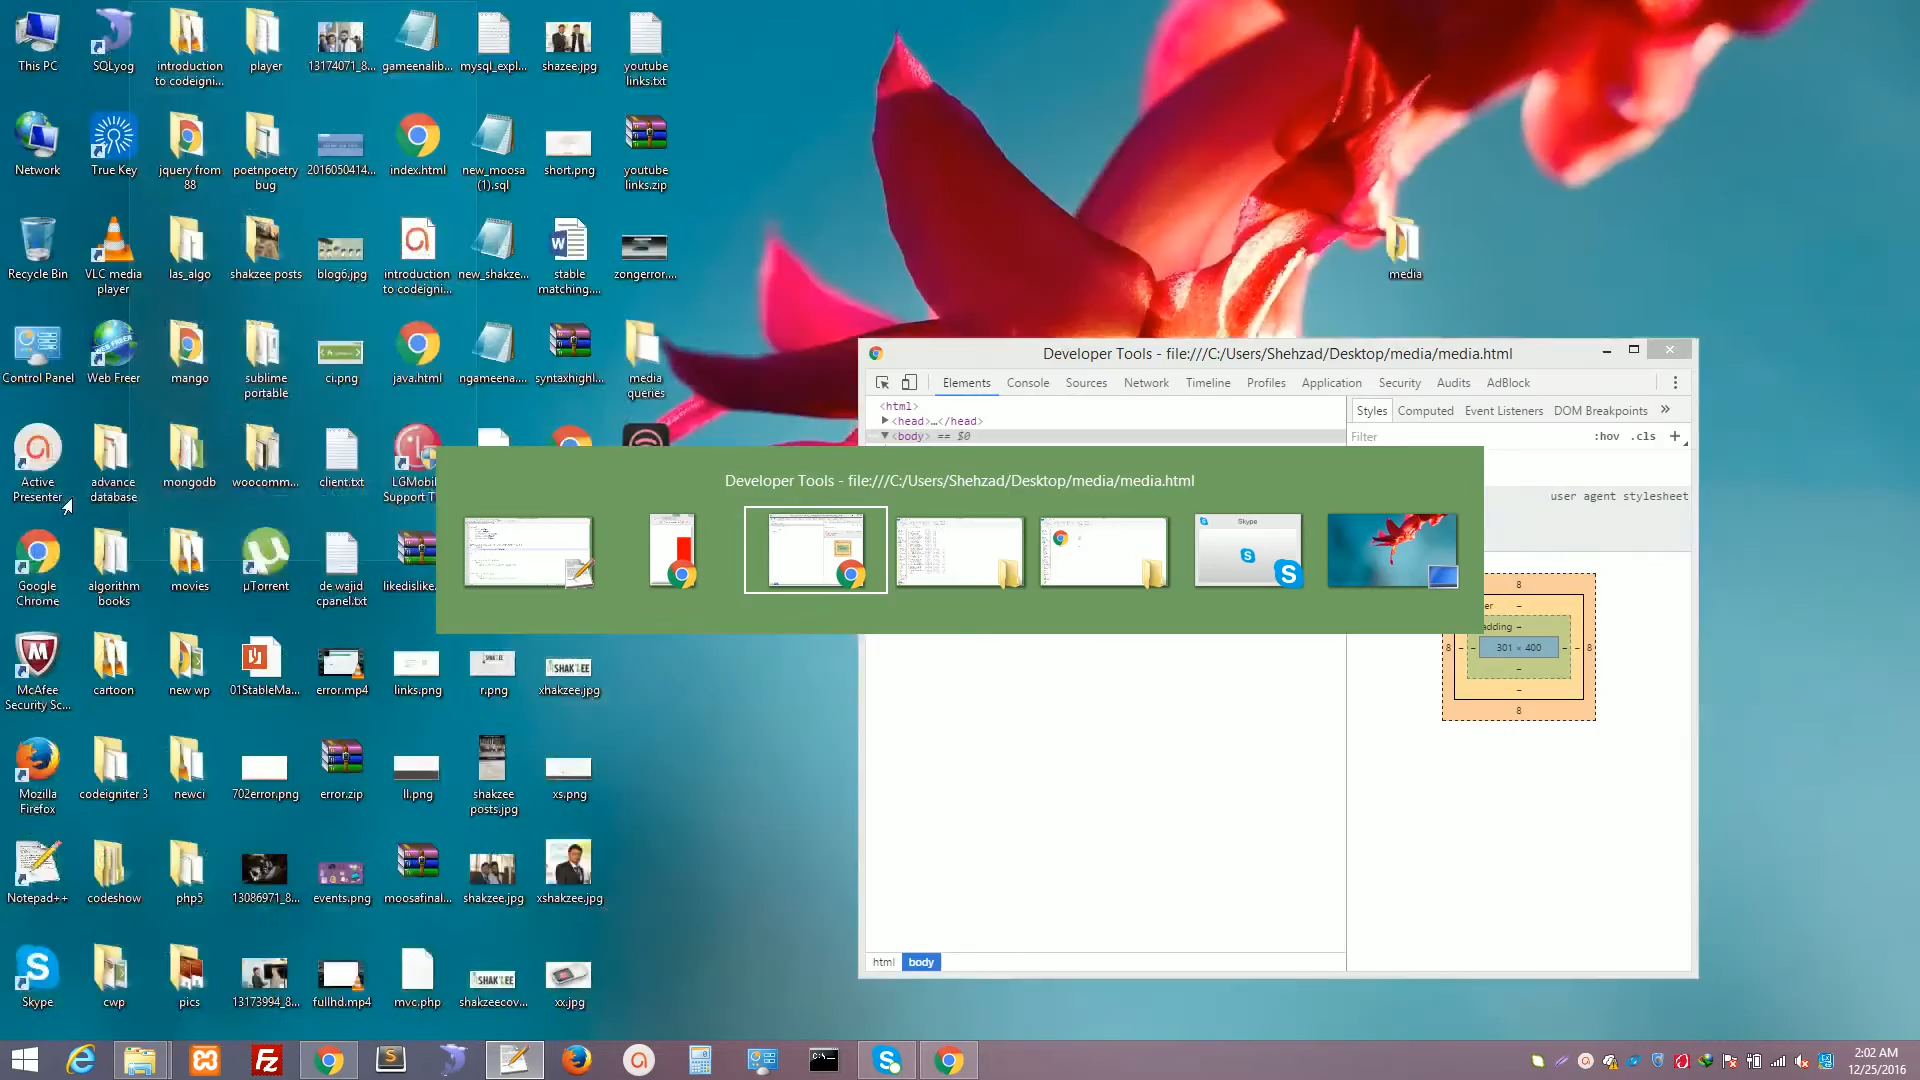 This PC
SQLyog
introduction
to codeigni...
player
13174071_8...
gameenalib...
mysql_expl...
shazee.jpg
youtube
links.txt
Network
True Key
jquery from
88
poetnpoetry
bug
2016050414...
index.html
new_moosa
(1).sql
short.png
youtube
links.zip
Recycle Bin
VLC media
player
las_algo
shakzee posts
blog6.jpg
introduction
to codeigni...
new_shakze...
stable
matching....
zongerror....
media
Control Panel
Web Freer
mango
sublime
portable
ci.png
java.html
ngameena....
syntaxhighl...
media
queries
Developer Tools - file:///C:/Users/Shehzad/Desktop/media/media.html
Elements
Console
Sources
Network
Timeline
Profiles
Application
Security
Audits
AdBlock
<html>
<head>…</head>
<body> == $0
Styles
Computed
Event Listeners
DOM Breakpoints
Filter
:hov .cls
user agent stylesheet
Developer Tools - file:///C:/Users/Shehzad/Desktop/media/media.html
Skype
Active
Presenter
advance
database
mongodb
woocomm...
client.txt
LGMobil
Support T
Google
Chrome
algorithm
books
movies
µTorrent
de wajid
cpanel.txt
likedislike.
8
er –
adding –
8 – – 301 × 400 – – 8
–
–
8
McAfee
Security Sc...
cartoon
new wp
01StableMa...
error.mp4
links.png
r.png
xhakzee.jpg
Mozilla
Firefox
codeigniter 3
newci
702error.png
error.zip
ll.png
shakzee
posts.jpg
xs.png
Notepad++
codeshow
php5
13086971_8...
events.png
moosafinal...
shakzee.jpg
xshakzee.jpg
html
body
Skype
cwp
pics
13173994_8...
fullhd.mp4
mvc.php
shakzeecov...
xx.jpg
2:02 AM
12/25/2016